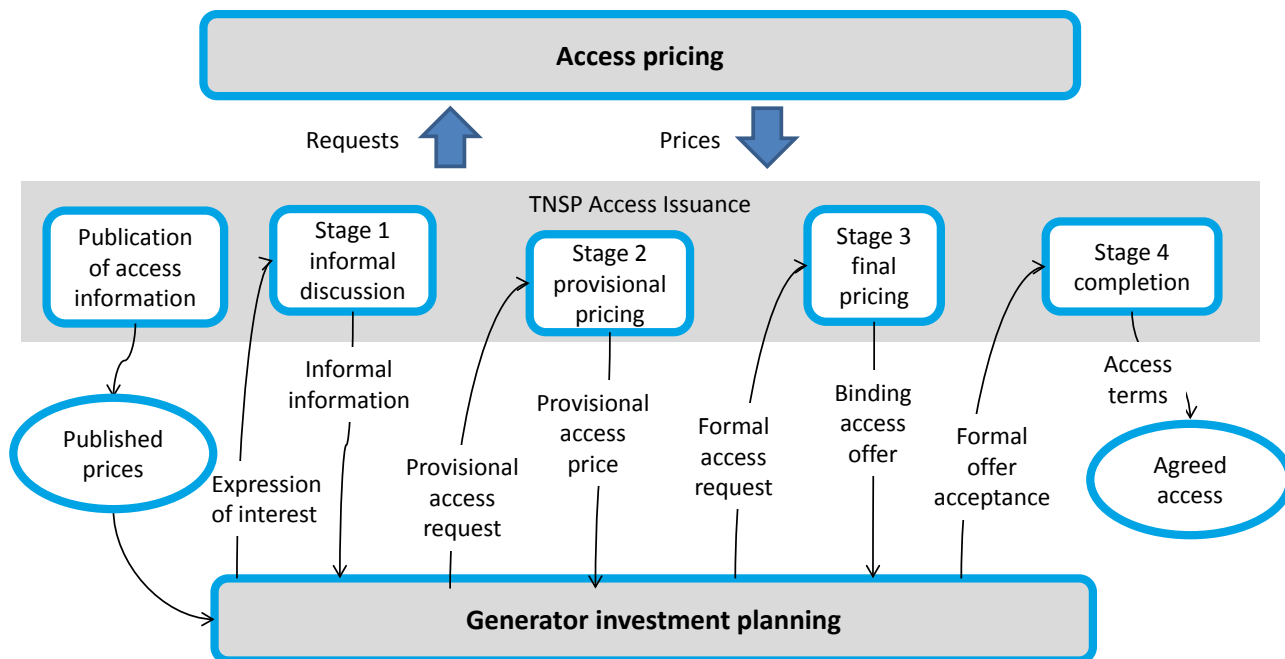 Access pricing
Requests
Prices
TNSP Access Issuance
Publication
of access
information
Stage 1
informal
discussion
Stage 2
provisional
pricing
Stage 3
final
pricing
Stage 4
completion
Published
prices
Expression
of interest
Informal
information
Provisional
access
request
Provisional
access
price
Formal
access
request
Binding
access
offer
Formal
offer
acceptance
Access
terms
Agreed
access
Generator investment planning